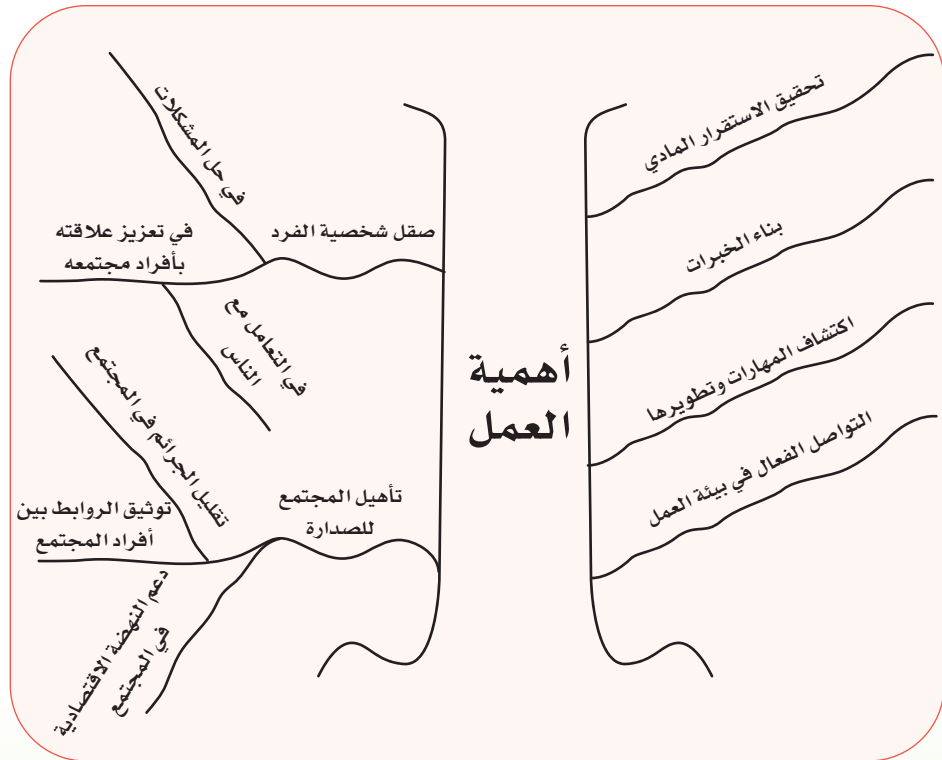 أهمية
العمل
تحقيق الاستقرار المادي
بناء الخبرات
اكتشاف المهارات وتطويرها
التواصل الفعال في بيئة العمل
صقل شخصية الفرد
في حل المشكلات
في تعزيز علاقته
بأفراد مجتمعه
في التعامل مع
الناس
تأهيل المجتمع
للصدارة
تقليل الجرائم في المجتمع
توثيق الروابط بين
أفراد المجتمع
دعم النهضة الاقتصادية
في المجتمع